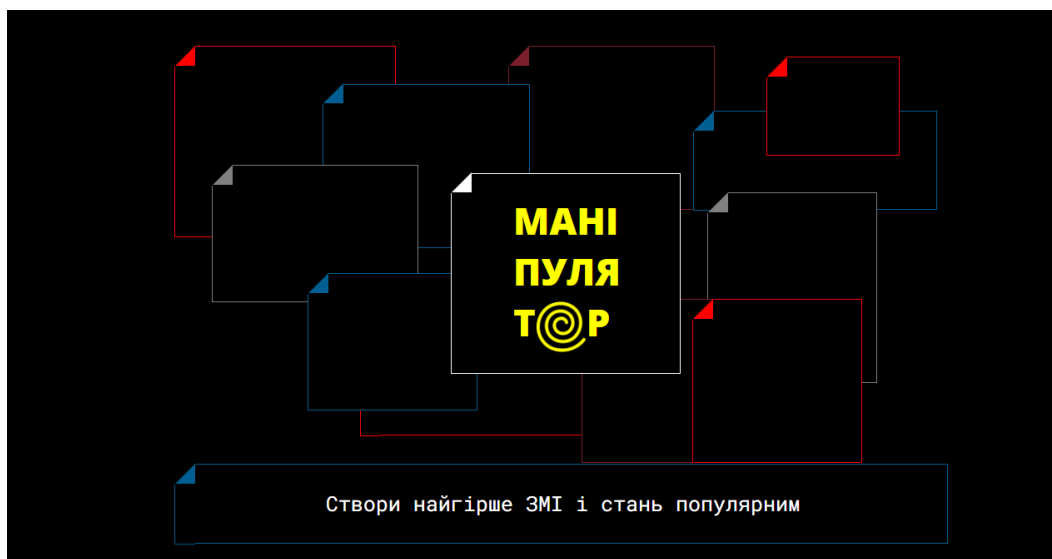 МАНІ
ПУЛЯ
ТОР
Створи найгірше ЗМІ і стань популярним